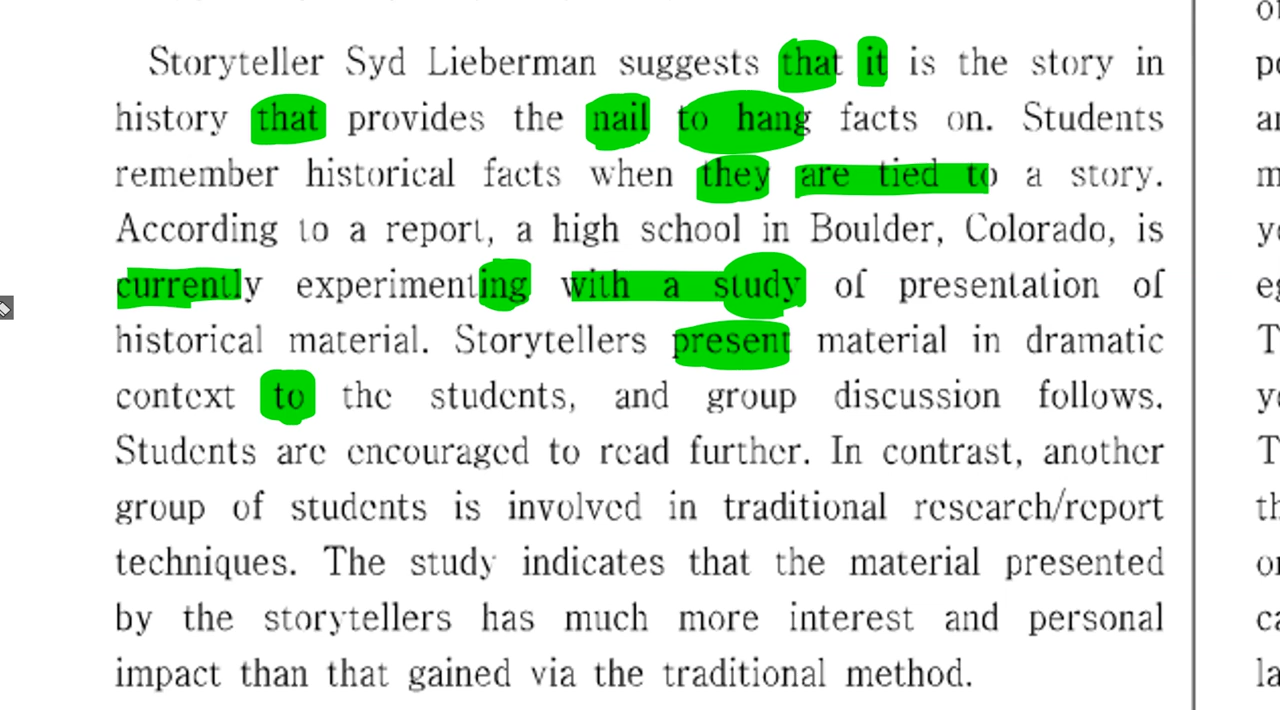 Storyteller Syd Lieberman suggests that it is the story in
history that provides the nail to hang facts on. Students
remember historical facts when they are tied to a story.
According to a report, a high school in Boulder, Colorado, is
currently experimenting with a study of presentation of
historical material. Storytellers present material in dramatic
context to the students, and group discussion follows.
Students are encouraged to read further. In contrast, another
group of students is involved in traditional research/report
techniques. The study indicates that the material presented
by the storytellers has much more interest and personal
impact than that gained via the traditional method.